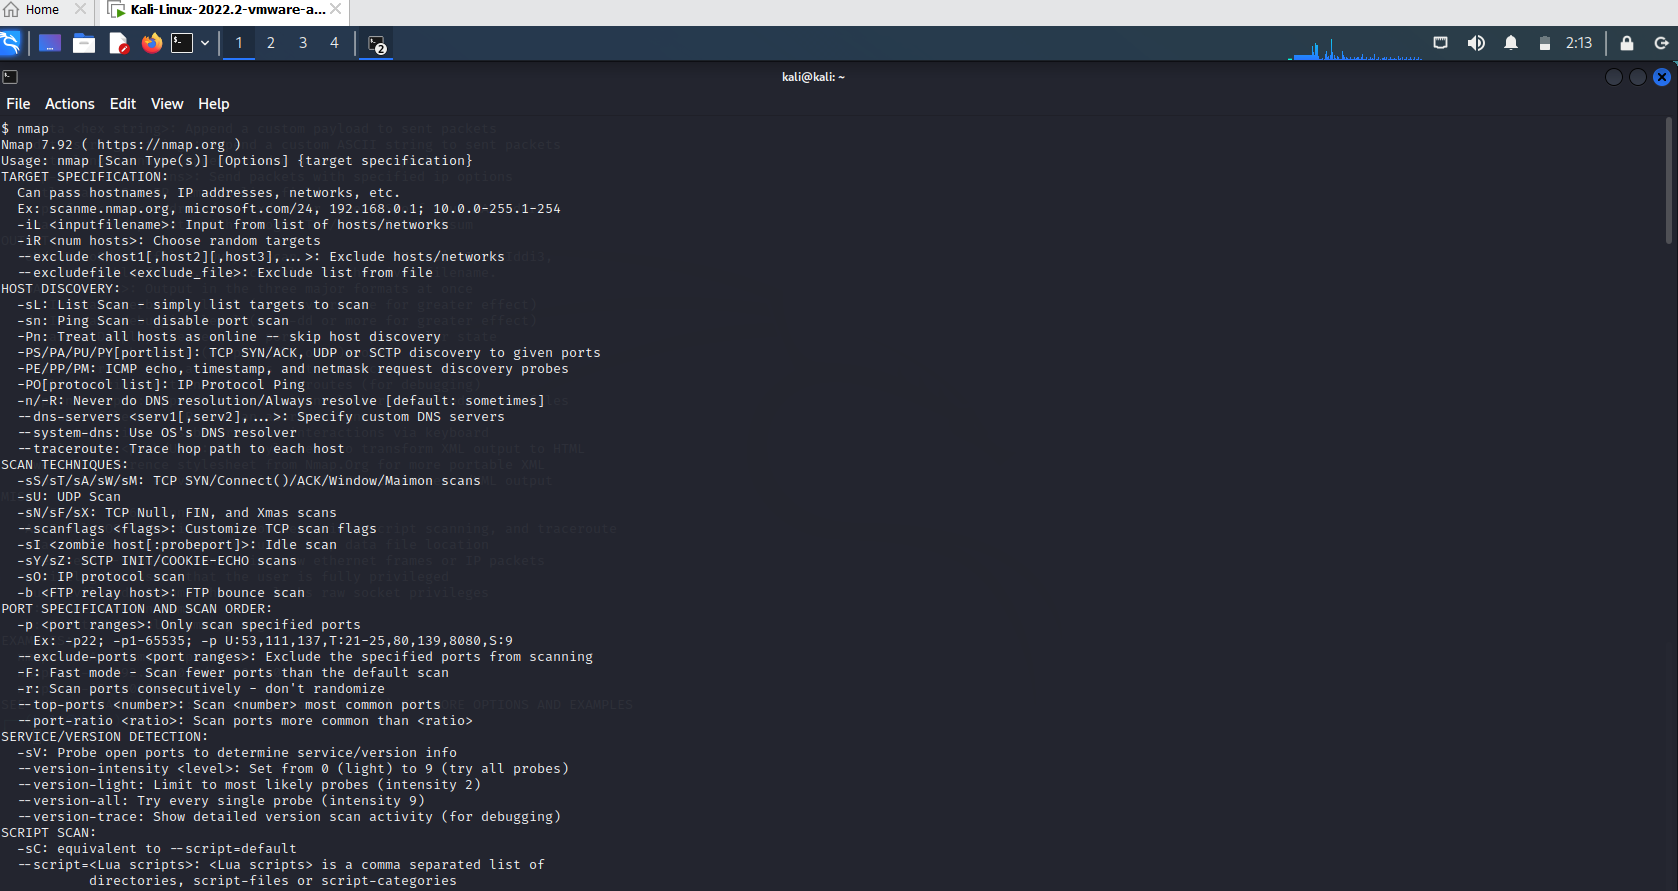 Home
Kali-Linux-2022.2-vmware-a...
1 2 3 4 2 2:13
kali@kali: ~
File Actions Edit View Help
$ nmap
Nmap 7.92 ( https://nmap.org )
Usage: nmap [Scan Type(s)] [Options] {target specification}
TARGET SPECIFICATION:
  Can pass hostnames, IP addresses, networks, etc.
  Ex: scanme.nmap.org, microsoft.com/24, 192.168.0.1; 10.0.0-255.1-254
  -iL <inputfilename>: Input from list of hosts/networks
  -iR <num hosts>: Choose random targets
  --exclude <host1[,host2][,host3],...>: Exclude hosts/networks
  --excludefile <exclude_file>: Exclude list from file
HOST DISCOVERY:
  -sL: List Scan - simply list targets to scan
  -sn: Ping Scan - disable port scan
  -Pn: Treat all hosts as online -- skip host discovery
  -PS/PA/PU/PY[portlist]: TCP SYN/ACK, UDP or SCTP discovery to given ports
  -PE/PP/PM: ICMP echo, timestamp, and netmask request discovery probes
  -PO[protocol list]: IP Protocol Ping
  -n/-R: Never do DNS resolution/Always resolve [default: sometimes]
  --dns-servers <serv1[,serv2],...>: Specify custom DNS servers
  --system-dns: Use OS's DNS resolver
  --traceroute: Trace hop path to each host
SCAN TECHNIQUES:
  -sS/sT/sA/sW/sM: TCP SYN/Connect()/ACK/Window/Maimon scans
  -sU: UDP Scan
  -sN/sF/sX: TCP Null, FIN, and Xmas scans
  --scanflags <flags>: Customize TCP scan flags
  -sI <zombie host[:probeport]>: Idle scan
  -sY/sZ: SCTP INIT/COOKIE-ECHO scans
  -sO: IP protocol scan
  -b <FTP relay host>: FTP bounce scan
PORT SPECIFICATION AND SCAN ORDER:
  -p <port ranges>: Only scan specified ports
    Ex: -p22; -p1-65535; -p U:53,111,137,T:21-25,80,139,8080,S:9
  --exclude-ports <port ranges>: Exclude the specified ports from scanning
  -F: Fast mode - Scan fewer ports than the default scan
  -r: Scan ports consecutively - don't randomize
  --top-ports <number>: Scan <number> most common ports
  --port-ratio <ratio>: Scan ports more common than <ratio>
SERVICE/VERSION DETECTION:
  -sV: Probe open ports to determine service/version info
  --version-intensity <level>: Set from 0 (light) to 9 (try all probes)
  --version-light: Limit to most likely probes (intensity 2)
  --version-all: Try every single probe (intensity 9)
  --version-trace: Show detailed version scan activity (for debugging)
SCRIPT SCAN:
  -sC: equivalent to --script=default
  --script=<Lua scripts>: <Lua scripts> is a comma separated list of
           directories, script-files or script-categories